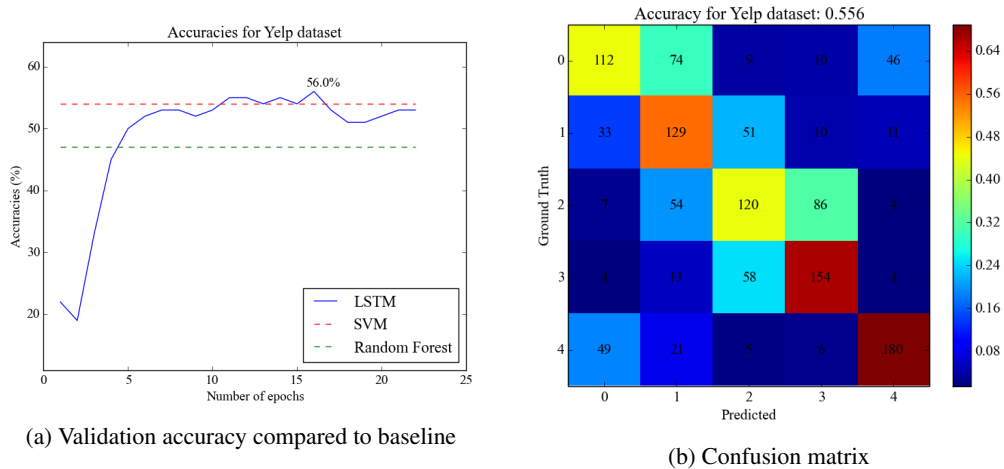 Accuracies for Yelp dataset
60
50
40
30
20
Accuracies (%)
56.0%
LSTM
SVM
Random Forest
0 5 10 15 20 25
Number of epochs
(a) Validation accuracy compared to baseline
Accuracy for Yelp dataset: 0.556
Ground Truth
0 112 74 9 10 46
1 33 129 51 10 11
2 7 54 120 86 4
3 4 13 58 154 4
4 49 21 5 6 180
0 1 2 3 4
Predicted
0.64
0.56
0.48
0.40
0.32
0.24
0.16
0.08
(b) Confusion matrix